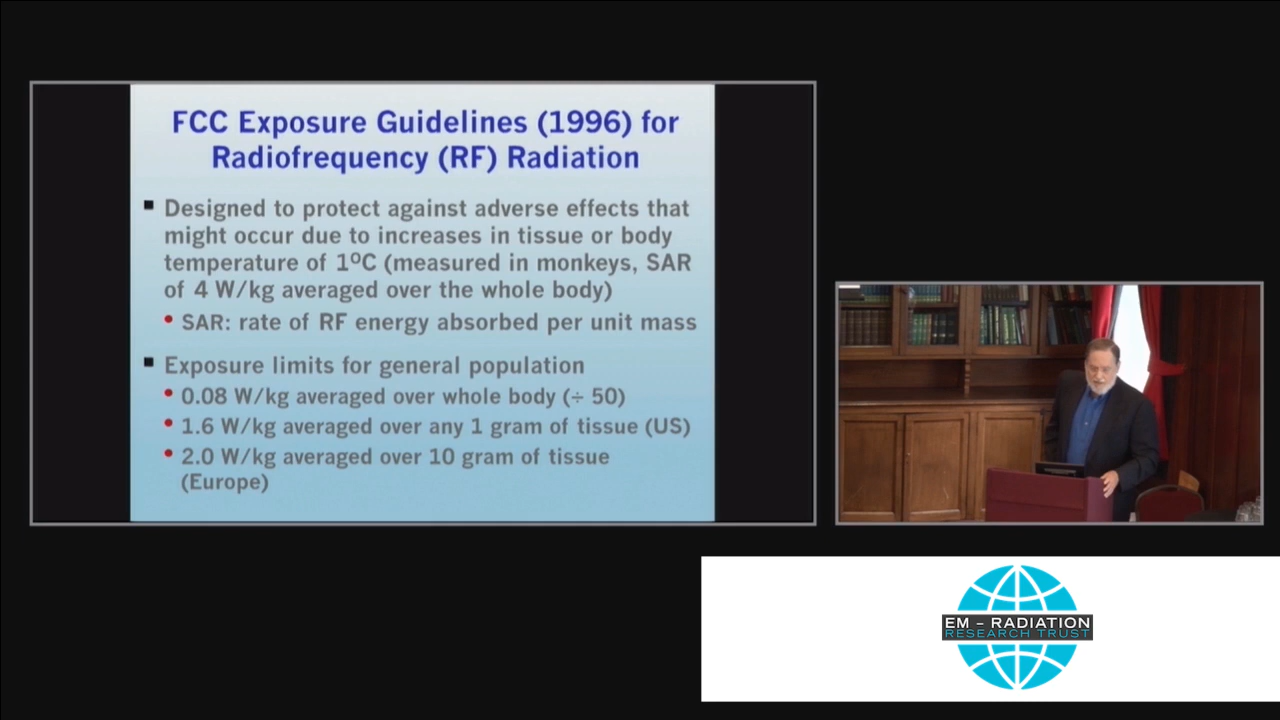 FCC Exposure Guidelines (1996) for
Radiofrequency (RF) Radiation
Designed to protect against adverse effects that
might occur due to increases in tissue or body
temperature of 1ºC (measured in monkeys, SAR
of 4 W/kg averaged over the whole body)
SAR: rate of RF energy absorbed per unit mass
Exposure limits for general population
0.08 W/kg averaged over whole body (÷ 50)
1.6 W/kg averaged over any 1 gram of tissue (US)
2.0 W/kg averaged over 10 gram of tissue
(Europe)
EM – RADIATION
RESEARCH TRUST